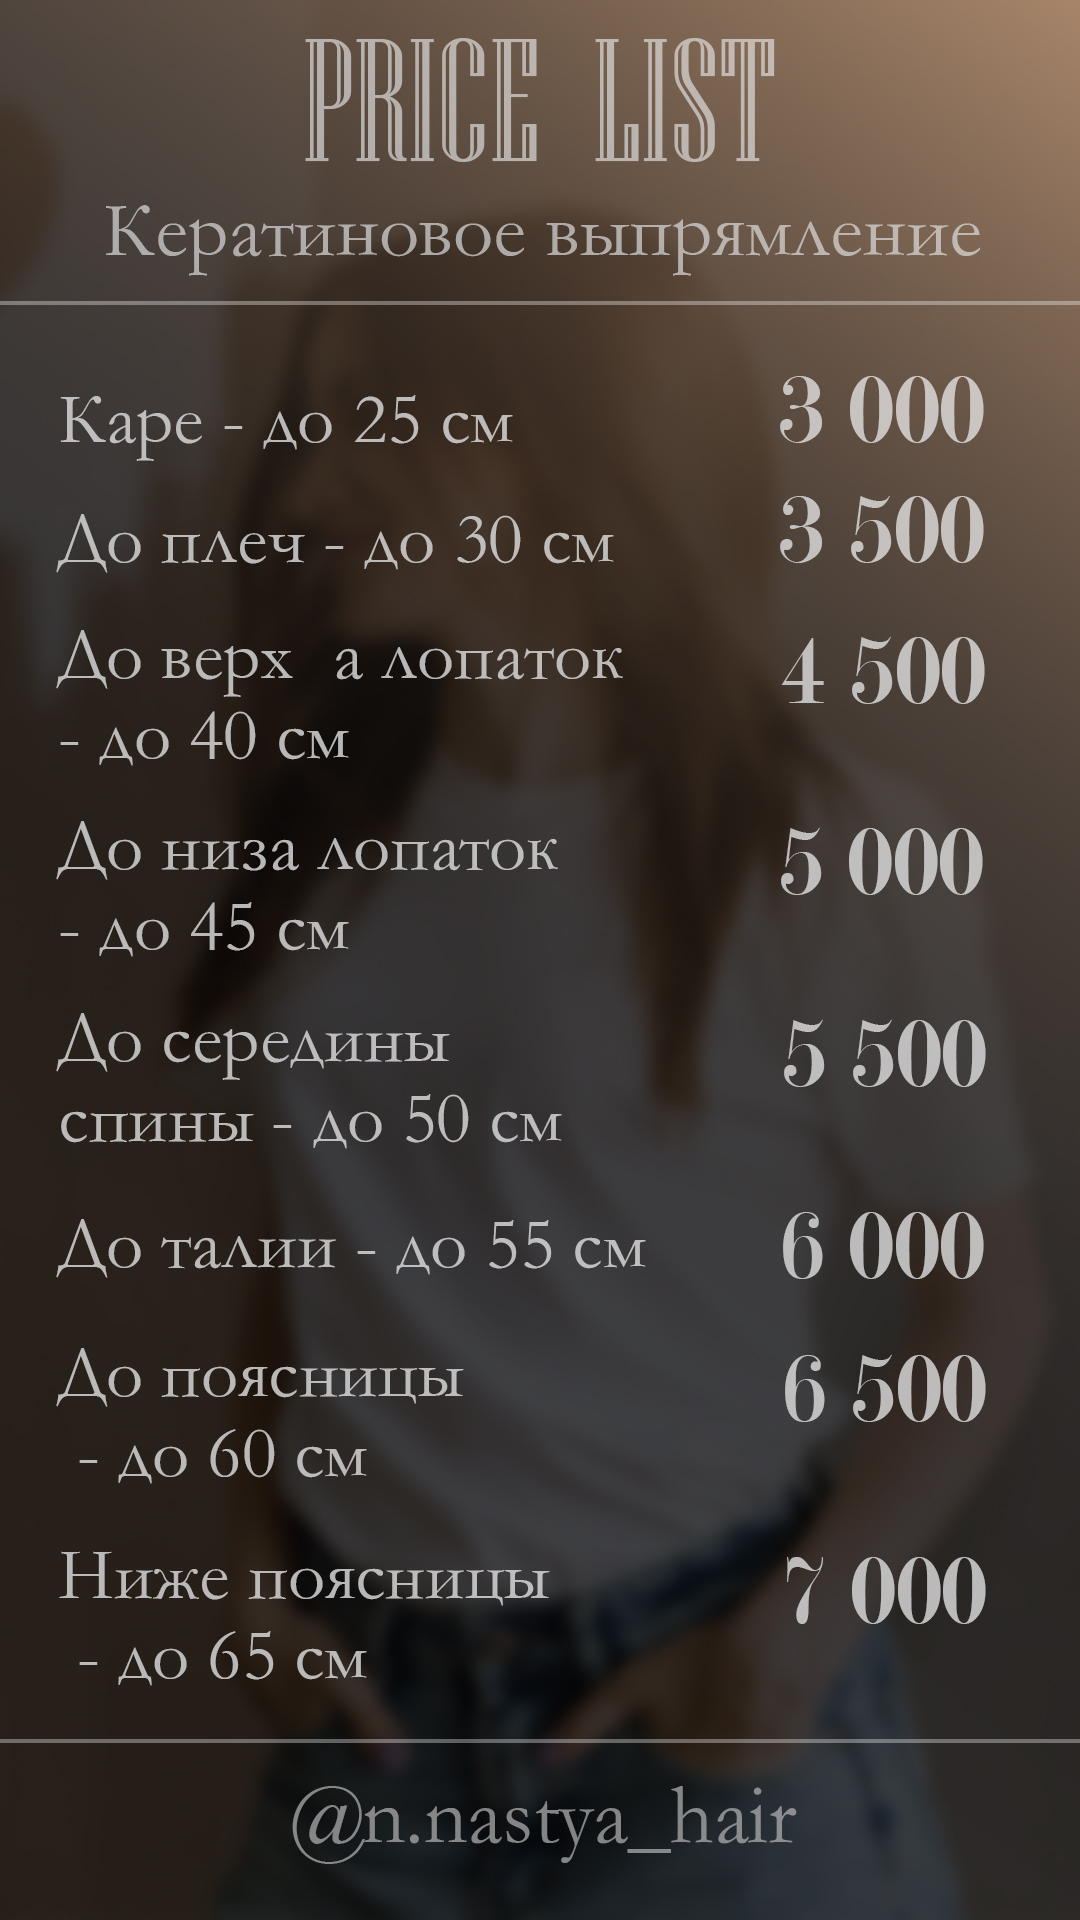 PRICE LIST
Кератиновое выпрямление
Каре - до 25 см 3 000
До плеч - до 30 см 3 500
До верх а лопаток 4 500
- до 40 см
До низа лопаток 5 000
- до 45 см
До середины 5 500
спины - до 50 см
До талии - до 55 см 6 000
До поясницы 6 500
- до 60 см
Ниже поясницы 7 000
- до 65 см
@n.nastya_hair